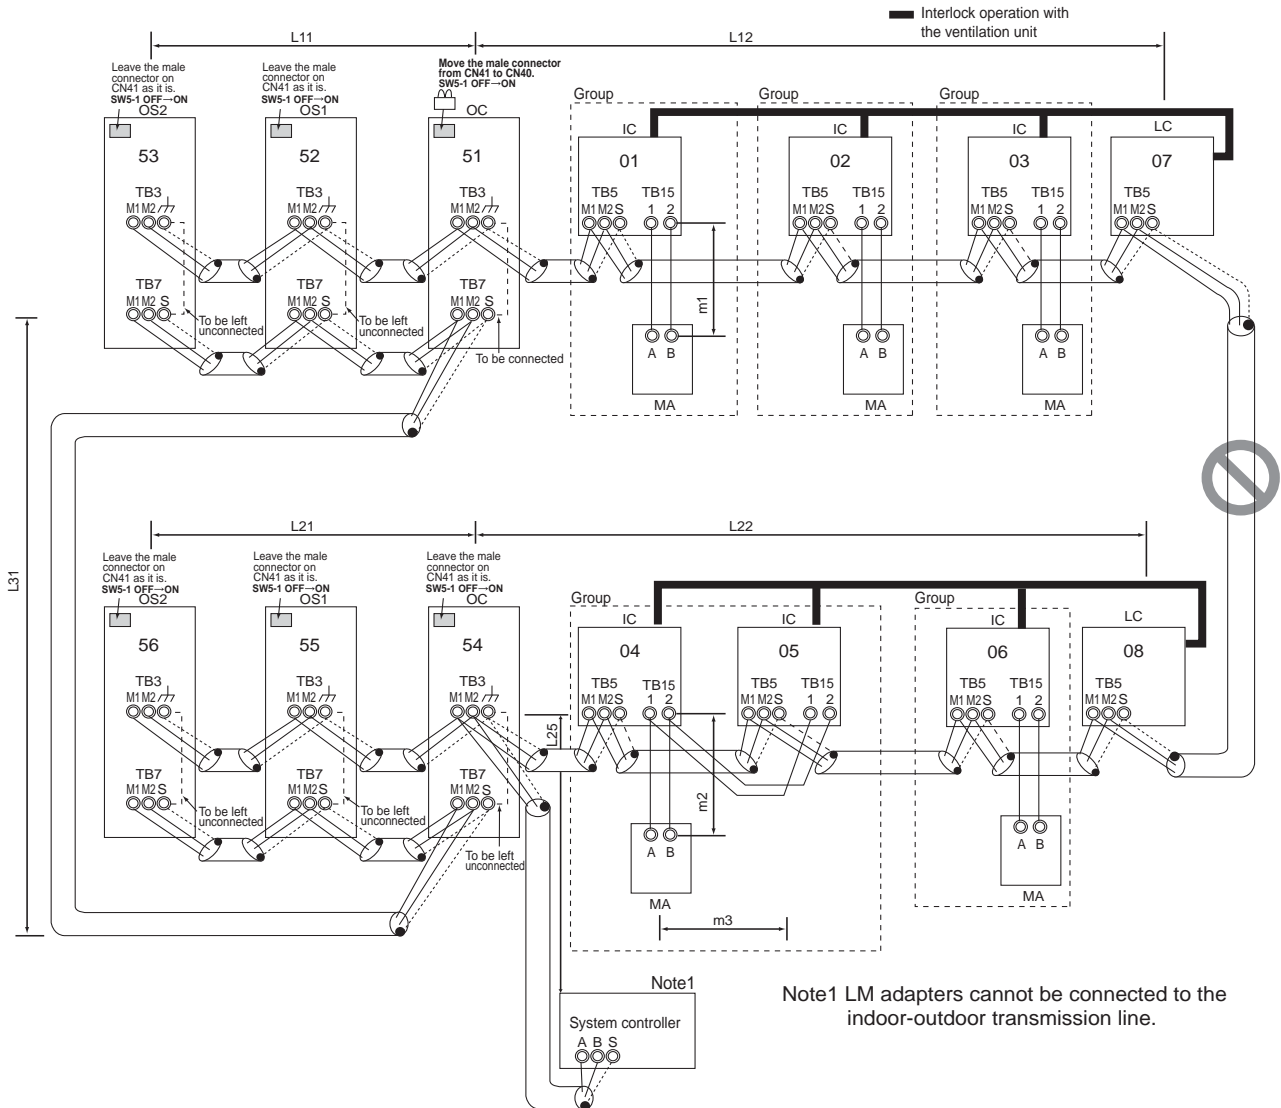 Interlock operation with
the ventilation unit
L11
L12
Leave the male
connector on
CN41 as it is.
SW5-1 OFF→ON
OS2
Leave the male
connector on
CN41 as it is.
SW5-1 OFF→ON
OS1
Move the male connector
from CN41 to CN40.
SW5-1 OFF→ON
OC
Group
Group
Group
IC
IC
IC
LC
53
52
51
01
02
03
07
TB3
M1 M2
TB3
M1 M2
TB3
M1 M2
TB5
M1 M2 S
TB15
1 2
TB5
M1 M2 S
TB15
1 2
TB5
M1 M2 S
TB15
1 2
TB5
M1 M2 S
TB7
M1 M2 S
To be left
unconnected
TB7
M1 M2 S
To be left
unconnected
TB7
M1 M2 S
To be connected
m1
A B
MA
A B
MA
A B
MA
L31
L21
L22
Leave the male
connector on
CN41 as it is.
SW5-1 OFF→ON
OS2
Leave the male
connector on
CN41 as it is.
SW5-1 OFF→ON
OS1
Leave the male
connector on
CN41 as it is.
SW5-1 OFF→ON
OC
Group
Group
IC
IC
IC
LC
56
55
54
04
05
06
08
TB3
M1 M2
TB3
M1 M2
TB3
M1 M2
TB5
M1 M2 S
TB15
1 2
TB5
M1 M2 S
TB15
1 2
TB5
M1 M2 S
TB15
1 2
TB5
M1 M2 S
L25
TB7
M1 M2 S
To be left
unconnected
TB7
M1 M2 S
To be left
unconnected
TB7
M1 M2 S
To be left
unconnected
m2
A B
MA
A B
MA
m3
Note1
System controller
A B S
Note1 LM adapters cannot be connected to the
indoor-outdoor transmission line.